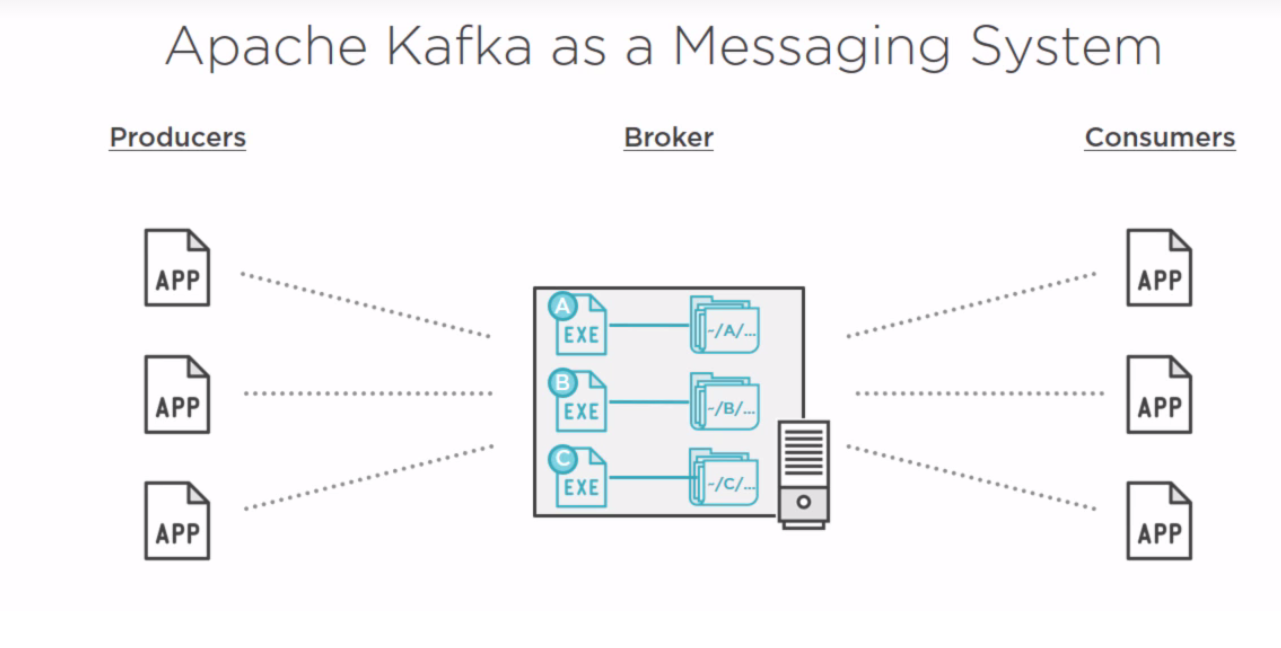 Apache Kafka as a Messaging System
Producers
Broker
Consumers
APP
APP
APP
A
EXE
-/A/...
B
EXE
-/B/...
C
EXE
-/C/...
APP
APP
APP